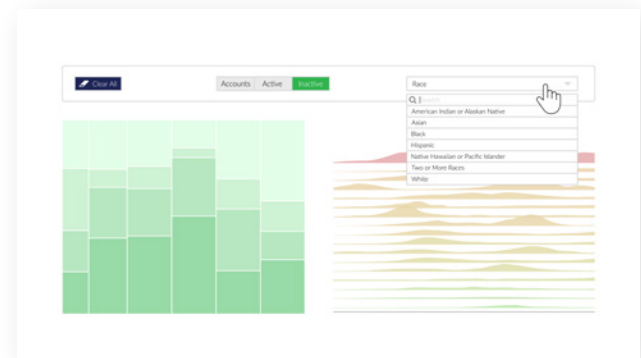 Clear All
Accounts Active Inactive
Race
Search
American Indian or Alaskan Native
Asian
Black
Hispanic
Native Hawaiian or Pacific Islander
Two or More Races
White